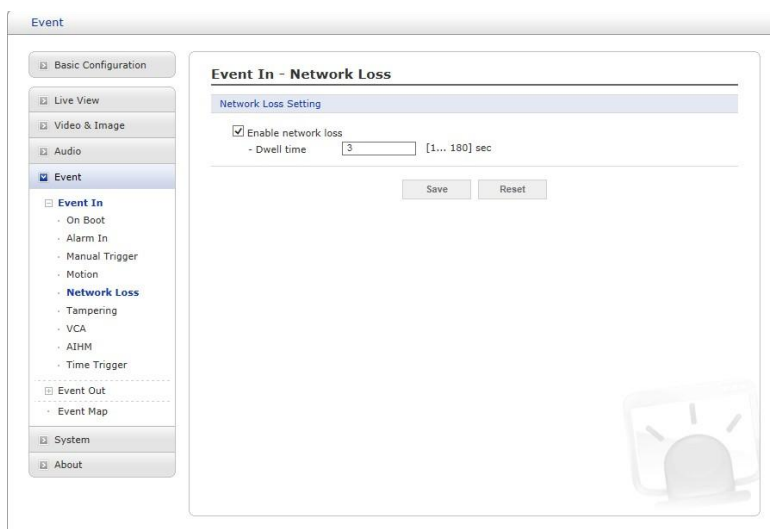 Event
Basic Configuration
Live View
Video & Image
Audio
Event
Event In
On Boot
Alarm In
Manual Trigger
Motion
Network Loss
Tampering
VCA
AIHM
Time Trigger
Event Out
Event Map
System
About
Event In - Network Loss
Network Loss Setting
Enable network loss
- Dwell time 3 [1... 180] sec
Save Reset